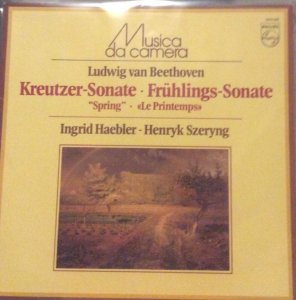 Musica
da camera
PHILIPS
Ludwig van Beethoven
Kreutzer-Sonate · Frühlings-Sonate
"Spring" · «Le Printemps»
Ingrid Haebler · Henryk Szeryng